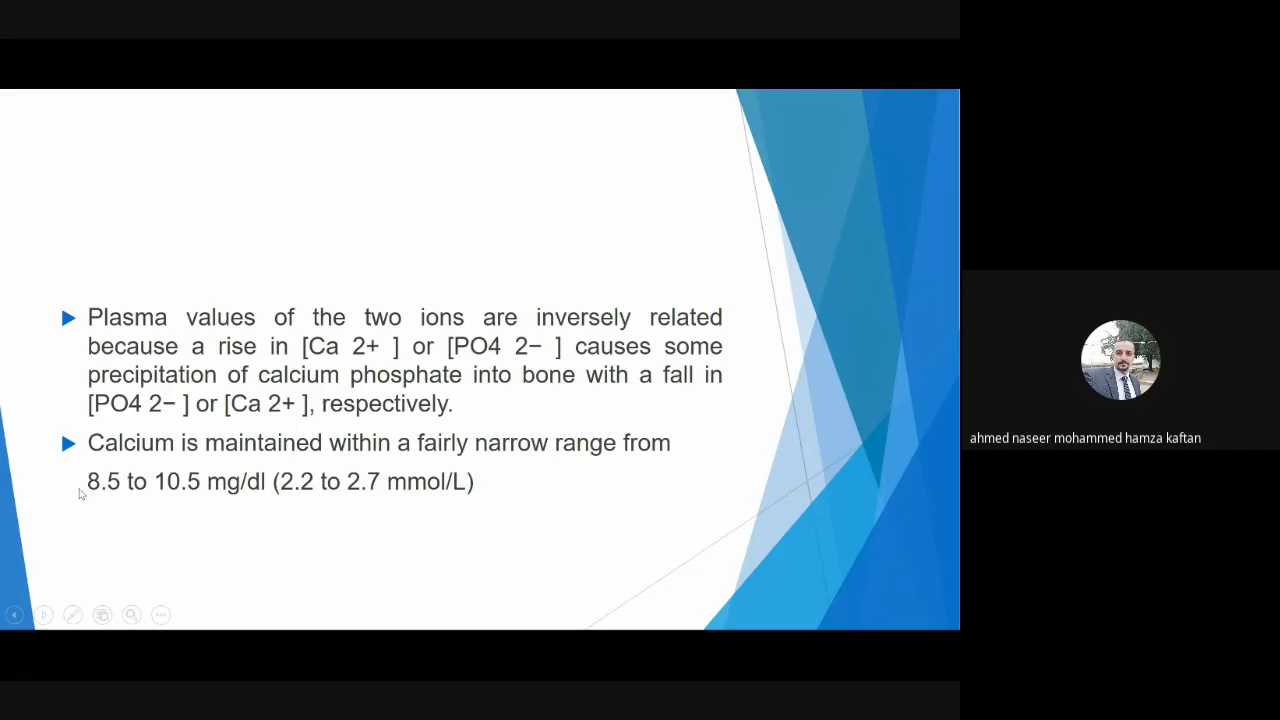 Plasma values of the two ions are inversely related
because a rise in [Ca 2+ ] or [PO4 2− ] causes some
precipitation of calcium phosphate into bone with a fall in
[PO4 2− ] or [Ca 2+ ], respectively.
Calcium is maintained within a fairly narrow range from
8.5 to 10.5 mg/dl (2.2 to 2.7 mmol/L)
ahmed naseer mohammed hamza kaftan